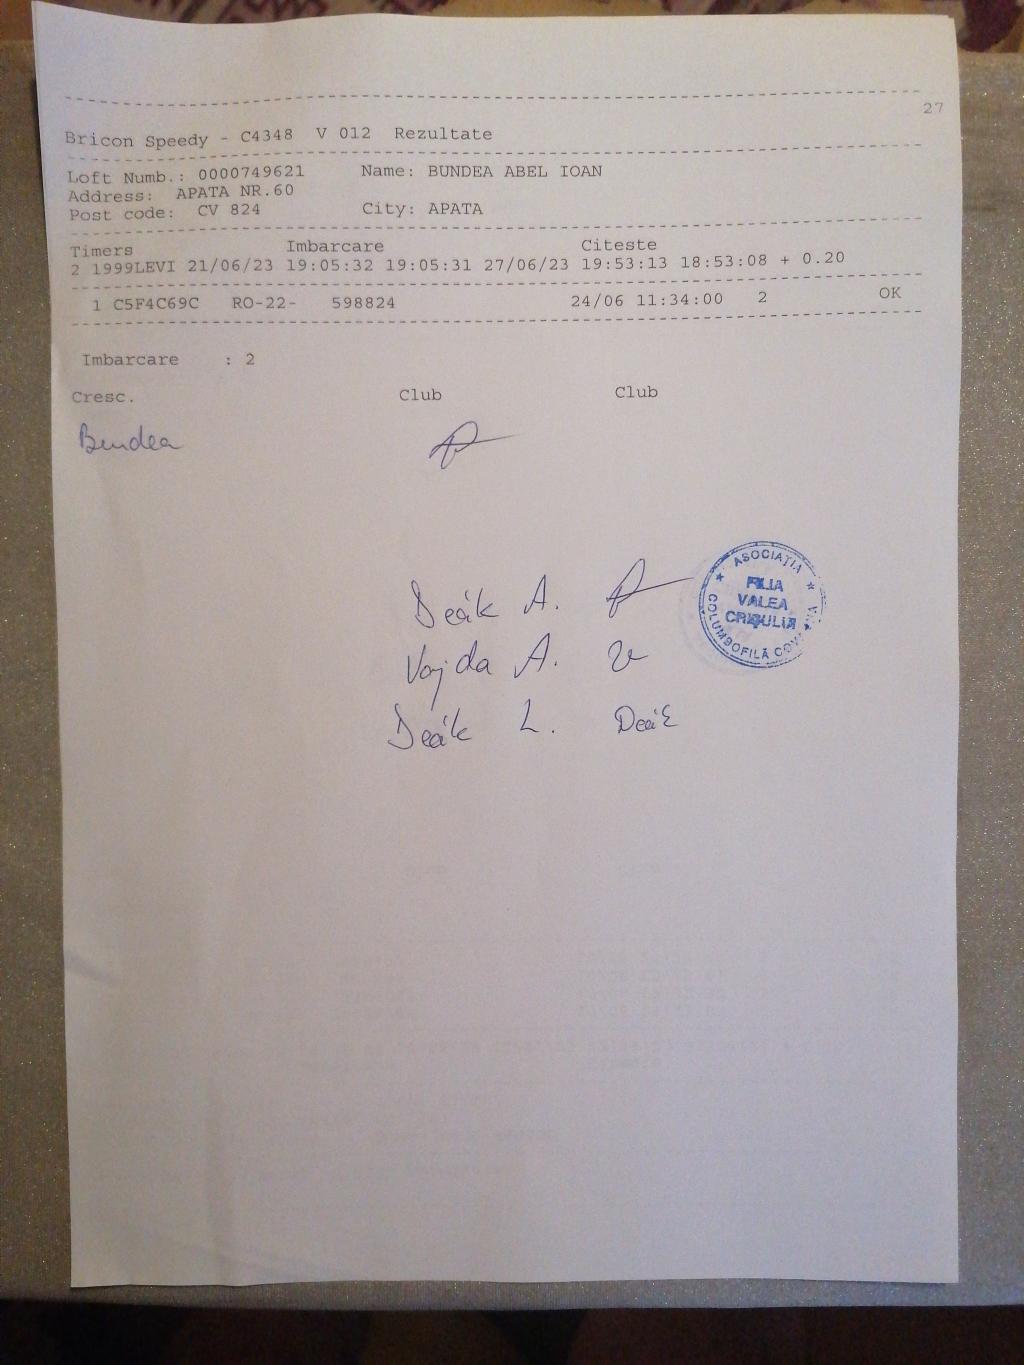 27
Bricon Speedy - C4348 V 012 Rezultate
Loft Numb.: 0000749621 Name: BUNDEA ABEL IOAN
Address: APATA NR.60
Post code: CV 824 City: APATA
Timers Imbarcare Citeste
2 1999LEVI 21/06/23 19:05:32 19:05:31 27/06/23 19:53:13 18:53:08 + 0.20
1 C5F4C69C RO-22- 598824 24/06 11:34:00 2 OK
Imbarcare : 2
Cresc. Club Club
Bundea
Deák A.
Vajda A.
Deák L. Deák
ASOCIAȚIA
FILIA
VALEA
COLUMBOFILĂ